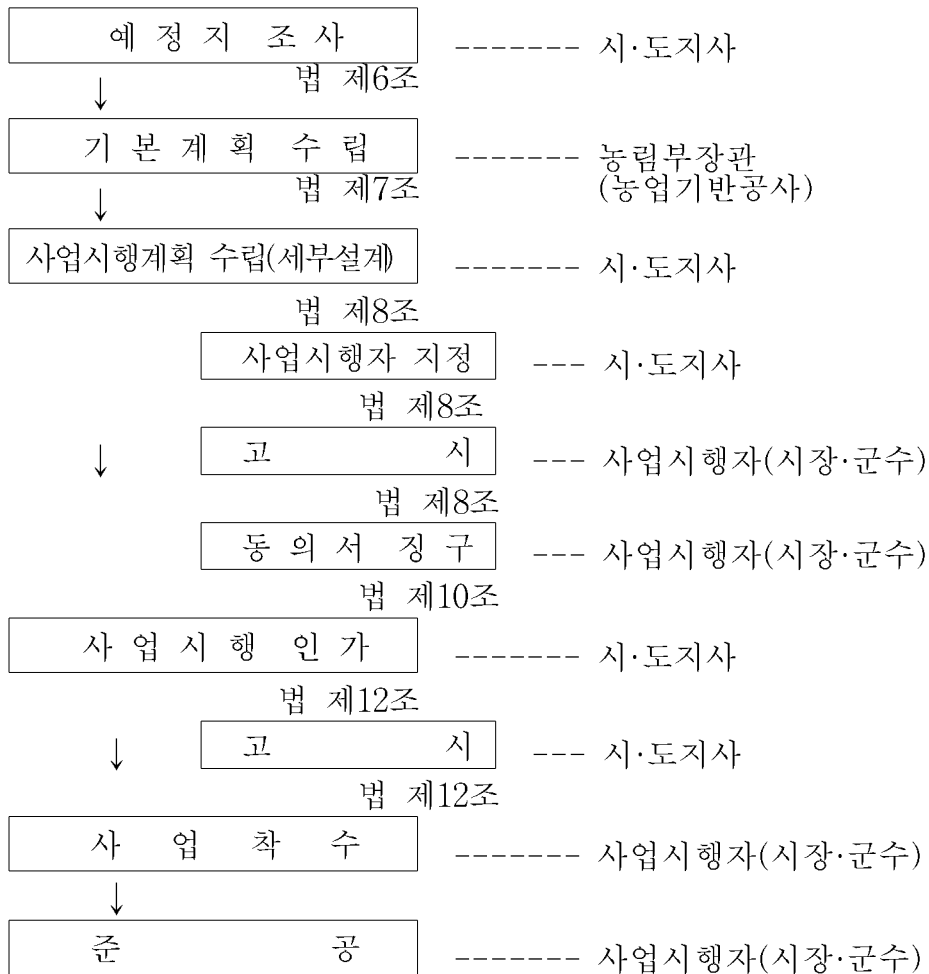 예 정 지 조 사 ------- 시·도지사
법 제6조
↓
기 본 계 획 수 립 ------- 농림부장관
법 제7조 (농업기반공사)
↓
사업시행계획 수립(세부설계) ------- 시·도지사
법 제8조
사업시행자 지정 --- 시·도지사
법 제8조
↓ 고 시 --- 사업시행자(시장·군수)
법 제8조
동 의 서 징 구 --- 사업시행자(시장·군수)
법 제10조
사 업 시 행 인 가 ------- 시·도지사
법 제12조
↓ 고 시 --- 시·도지사
법 제12조
사 업 착 수 ------- 사업시행자(시장·군수)
↓
준 공 ------- 사업시행자(시장·군수)